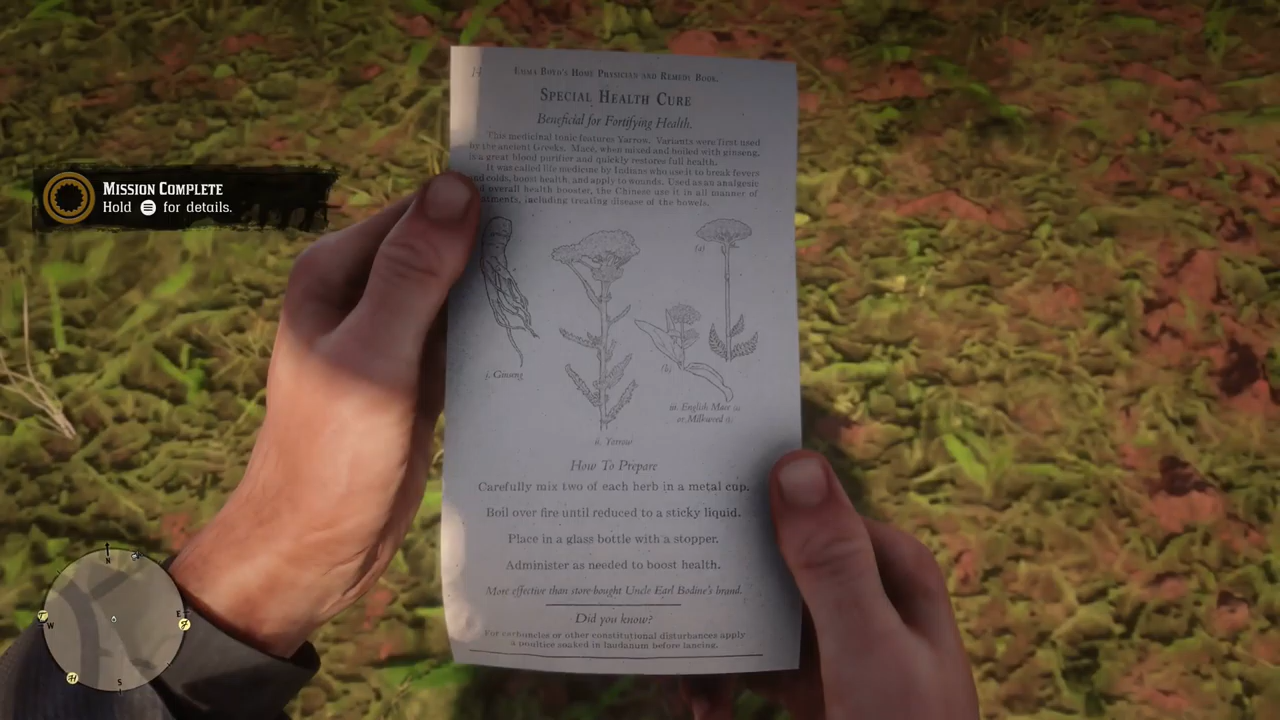 14
Emma Boyd's Home Physician and Remedy Book.
Special Health Cure
Beneficial for Fortifying Health.
This medicinal tonic features Yarrow. Variants were first used
by the ancient Greeks. Mace, when mixed and boiled with ginseng,
is a great blood purifier and quickly restores full health.
It was called life medicine by Indians who use it to break fevers
and colds, boost health, and apply to wounds. Used as an analgesic
overall health booster, the Chinese use it in all manner of
including treating disease of the bowels.
Mission Complete
Hold for details.
(a)
(b)
i. Ginseng
iii. English Mace (a)
or Milkweed (b)
ii. Yarrow
How To Prepare
Carefully mix two of each herb in a metal cup.
Boil over fire until reduced to a sticky liquid.
Place in a glass bottle with a stopper.
Administer as needed to boost health.
More effective than store-bought Uncle Earl Bodine's brand.
Did you know?
For carbuncles or other constitutional disturbances apply
a poultice soaked in laudanum before lancing.
N
W
E
S